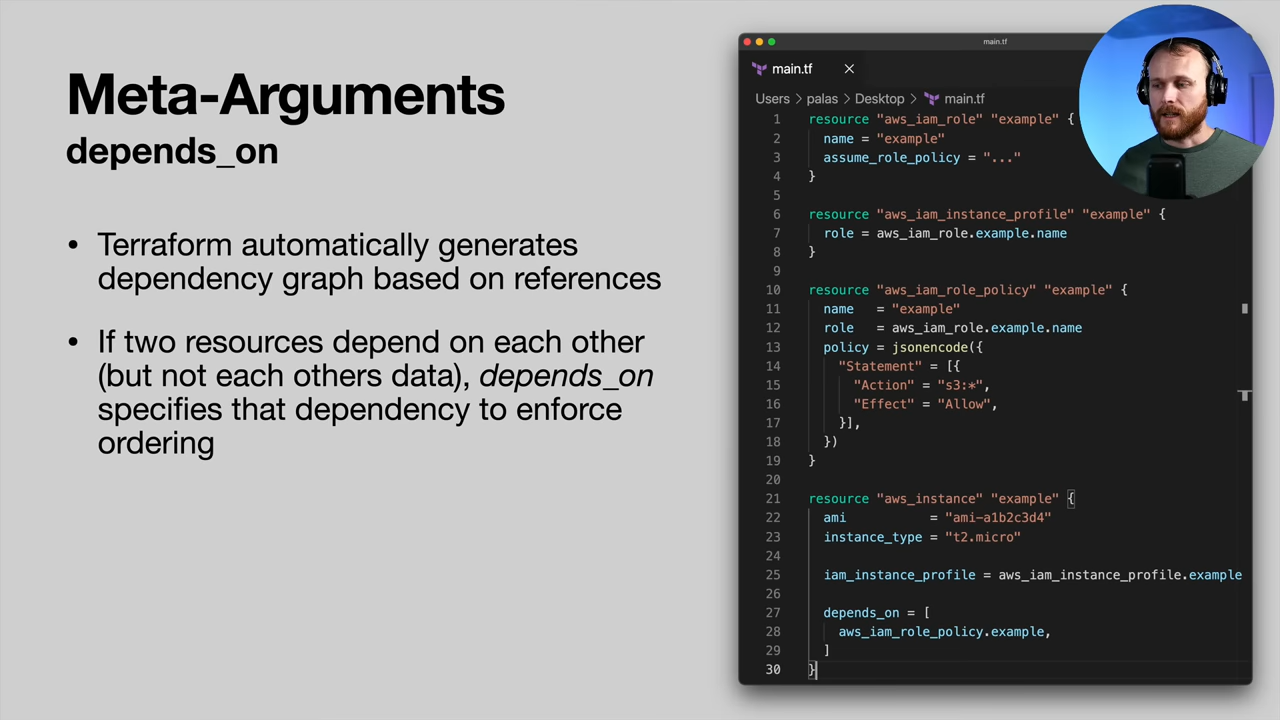 Meta-Arguments
depends_on
• Terraform automatically generates
dependency graph based on references
• If two resources depend on each other
(but not each others data), depends_on
specifies that dependency to enforce
ordering
main.tf
main.tf
Users > palas > Desktop > main.tf
1 resource "aws_iam_role" "example" {
2 name = "example"
3 assume_role_policy = "..."
4 }
5
6 resource "aws_iam_instance_profile" "example" {
7 role = aws_iam_role.example.name
8 }
9
10 resource "aws_iam_role_policy" "example" {
11 name = "example"
12 role = aws_iam_role.example.name
13 policy = jsonencode({
14 "Statement" = [{
15 "Action" = "s3:*",
16 "Effect" = "Allow",
17 }],
18 })
19 }
20
21 resource "aws_instance" "example" {
22 ami = "ami-a1b2c3d4"
23 instance_type = "t2.micro"
24
25 iam_instance_profile = aws_iam_instance_profile.example
26
27 depends_on = [
28 aws_iam_role_policy.example,
29 ]
30 }